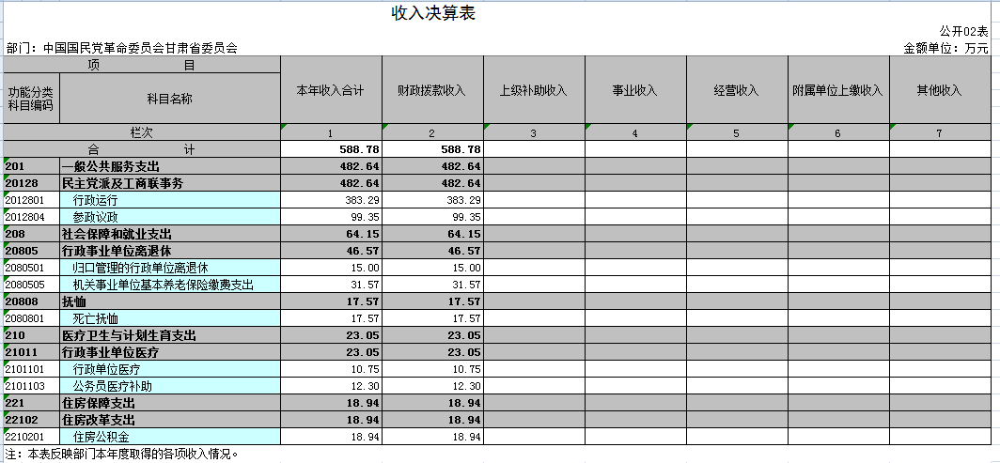 收入决算表
公开02表
部门：中国国民党革命委员会甘肃省委员会 金额单位：万元
项 目 本年收入合计 财政拨款收入 上级补助收入 事业收入 经营收入 附属单位上缴收入 其他收入
功能分类科目编码 科目名称
栏次 1 2 3 4 5 6 7
合 计 588.78 588.78
201 一般公共服务支出 482.64 482.64
20128 民主党派及工商联事务 482.64 482.64
2012801 行政运行 383.29 383.29
2012804 参政议政 99.35 99.35
208 社会保障和就业支出 64.15 64.15
20805 行政事业单位离退休 46.57 46.57
2080501 归口管理的行政单位离退休 15.00 15.00
2080505 机关事业单位基本养老保险缴费支出 31.57 31.57
20808 抚恤 17.57 17.57
2080801 死亡抚恤 17.57 17.57
210 医疗卫生与计划生育支出 23.05 23.05
21011 行政事业单位医疗 23.05 23.05
2101101 行政单位医疗 10.75 10.75
2101103 公务员医疗补助 12.30 12.30
221 住房保障支出 18.94 18.94
22102 住房改革支出 18.94 18.94
2210201 住房公积金 18.94 18.94
注：本表反映部门本年度取得的各项收入情况。